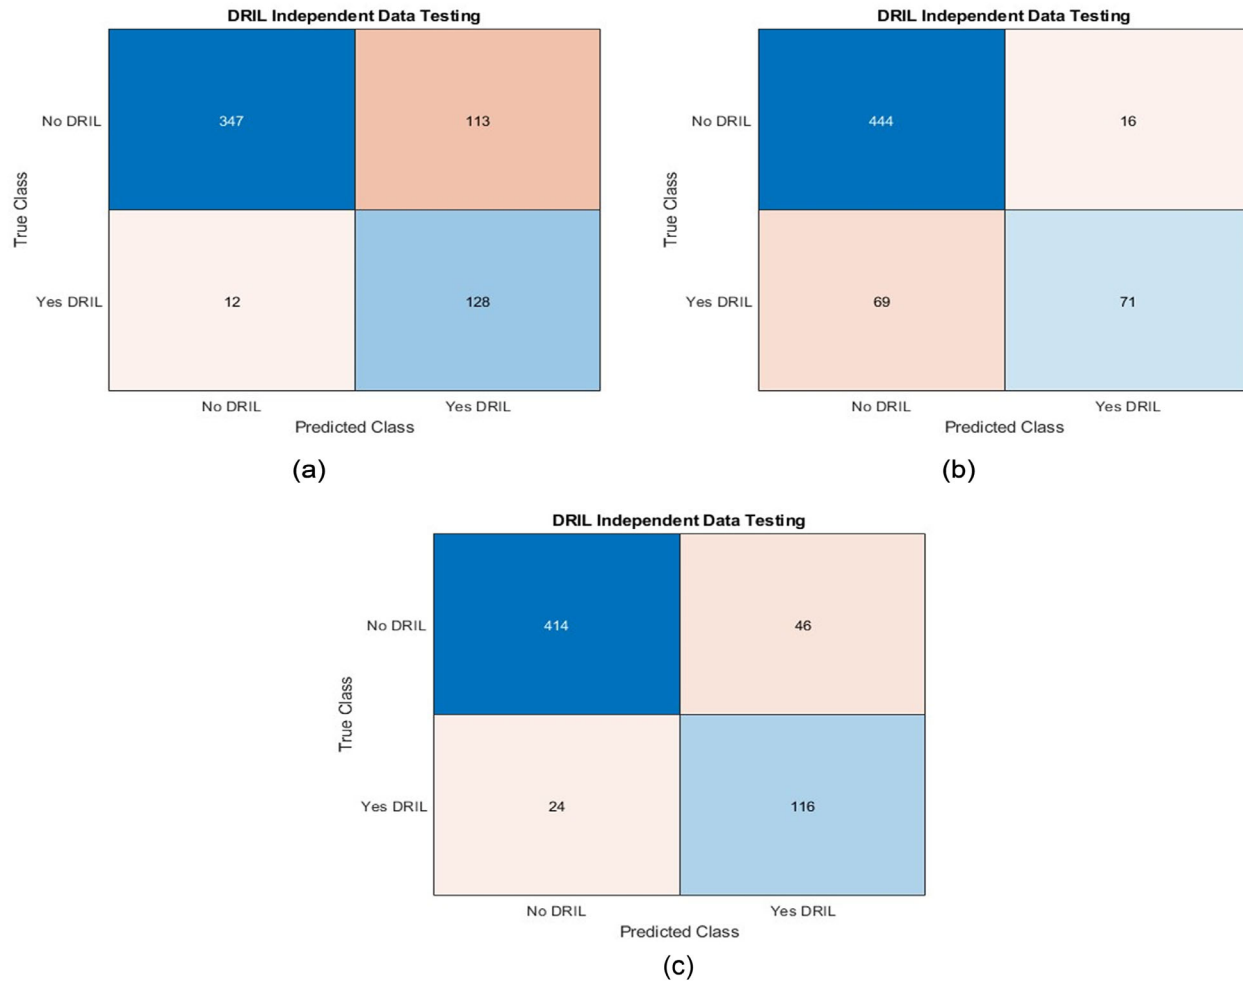 DRIL Independent Data Testing
No DRIL
347
113
True Class
Yes DRIL
12
128
No DRIL
Yes DRIL
Predicted Class
(a)
DRIL Independent Data Testing
No DRIL
444
16
True Class
Yes DRIL
69
71
No DRIL
Yes DRIL
Predicted Class
(b)
DRIL Independent Data Testing
No DRIL
414
46
True Class
Yes DRIL
24
116
No DRIL
Yes DRIL
Predicted Class
(c)